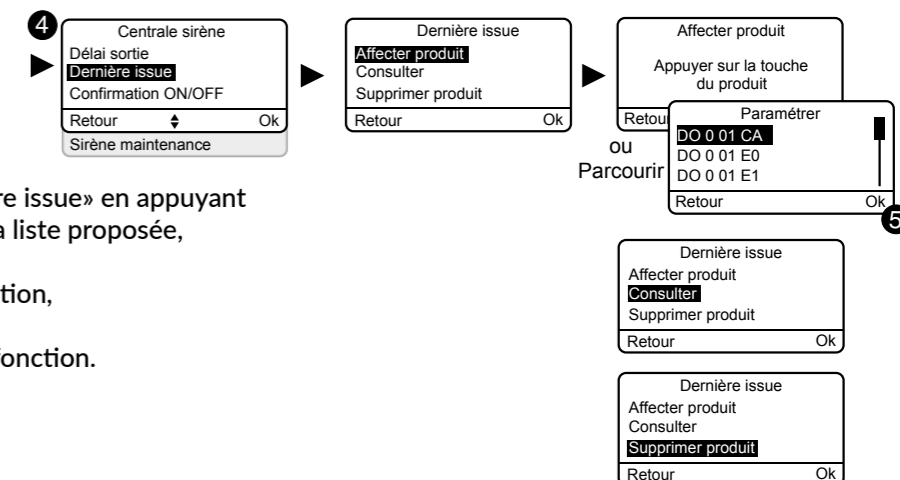 4
Centrale sirène
Délai sortie
Dernière issue
Confirmation ON/OFF
Retour Ok
Sirène maintenance
Dernière issue
Affecter produit
Consulter
Supprimer produit
Retour Ok
Affecter produit
Appuyer sur la touche
du produit
Retou
ou
Parcourir
Paramétrer
DO 0 01 CA
DO 0 01 E0
DO 0 01 E1
Retour Ok
5
re issue» en appuyant
a liste proposée,
tion,
onction.
Dernière issue
Affecter produit
Consulter
Supprimer produit
Retour Ok
Dernière issue
Affecter produit
Consulter
Supprimer produit
Retour Ok